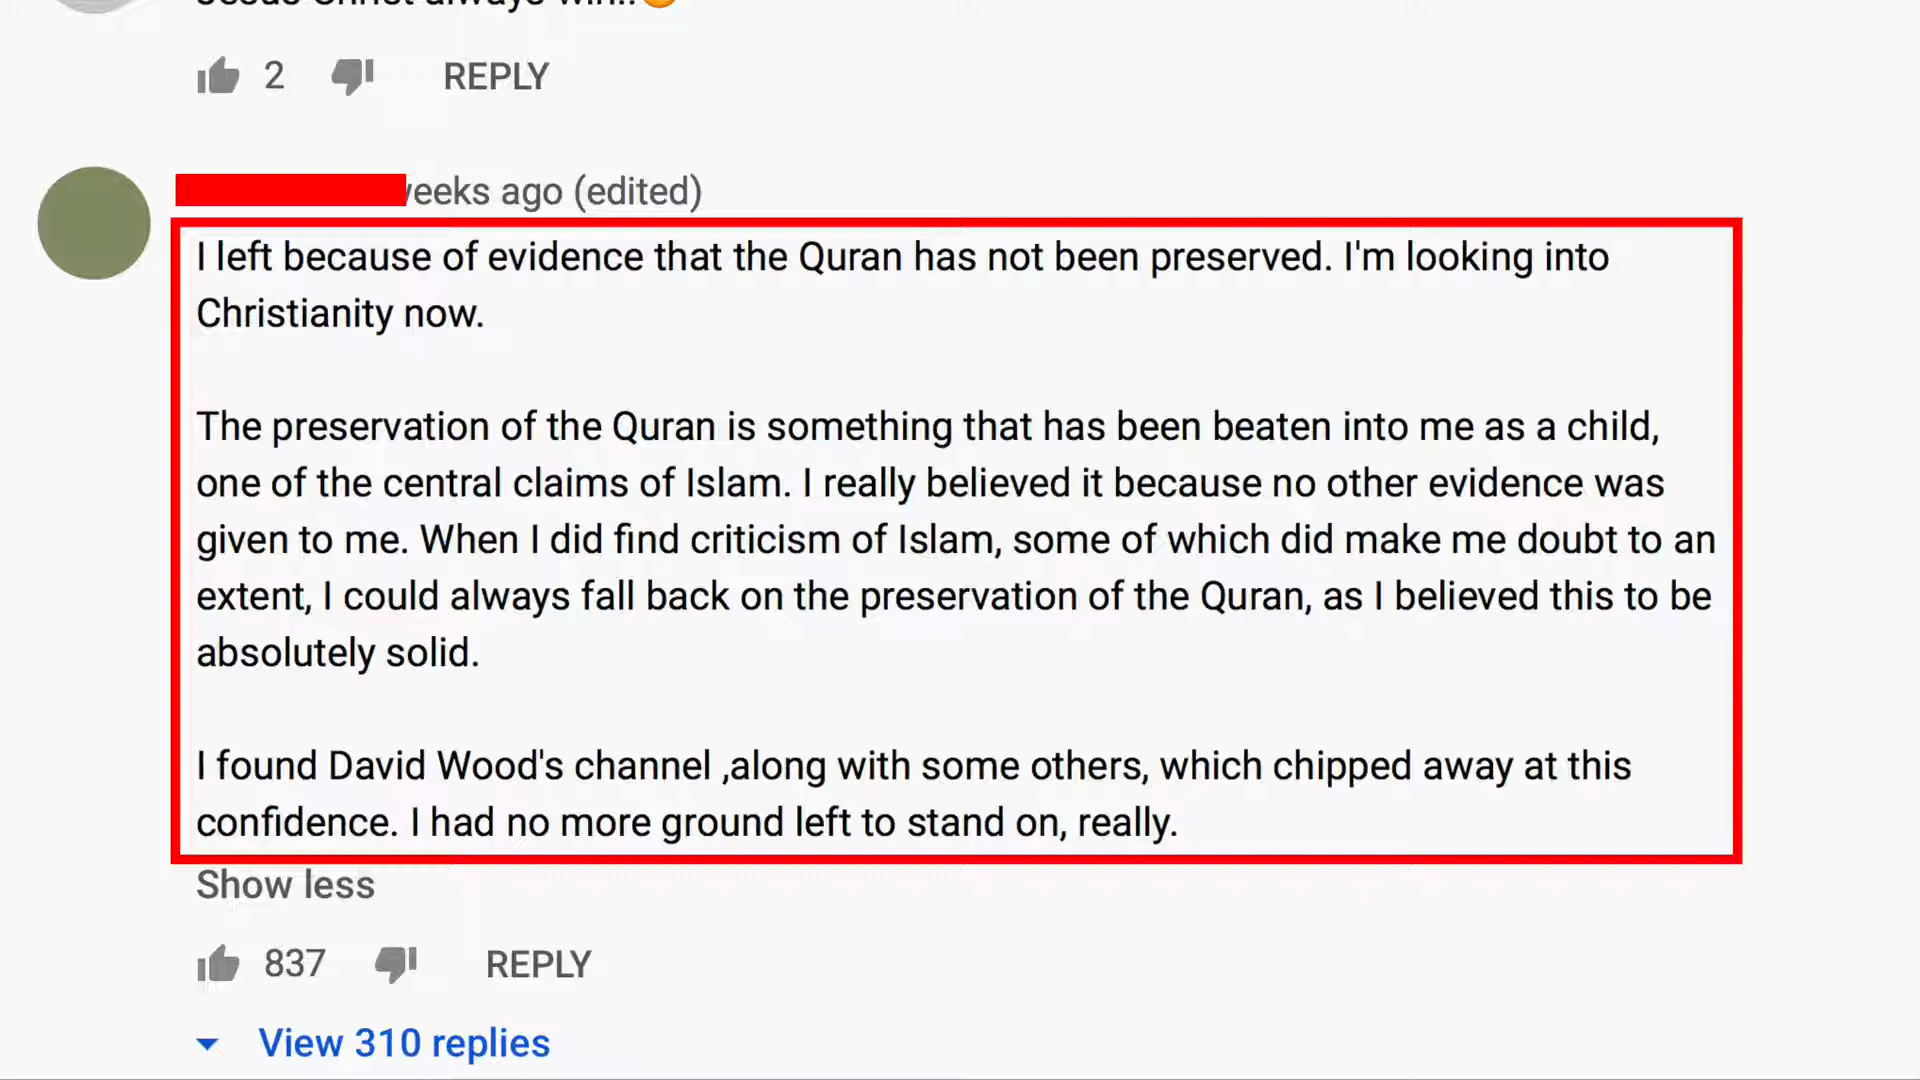 Jesus Christ always win..
2 REPLY
weeks ago (edited)
I left because of evidence that the Quran has not been preserved. I'm looking into
Christianity now.
The preservation of the Quran is something that has been beaten into me as a child,
one of the central claims of Islam. I really believed it because no other evidence was
given to me. When I did find criticism of Islam, some of which did make me doubt to an
extent, I could always fall back on the preservation of the Quran, as I believed this to be
absolutely solid.
I found David Wood's channel ,along with some others, which chipped away at this
confidence. I had no more ground left to stand on, really.
Show less
837 REPLY
View 310 replies